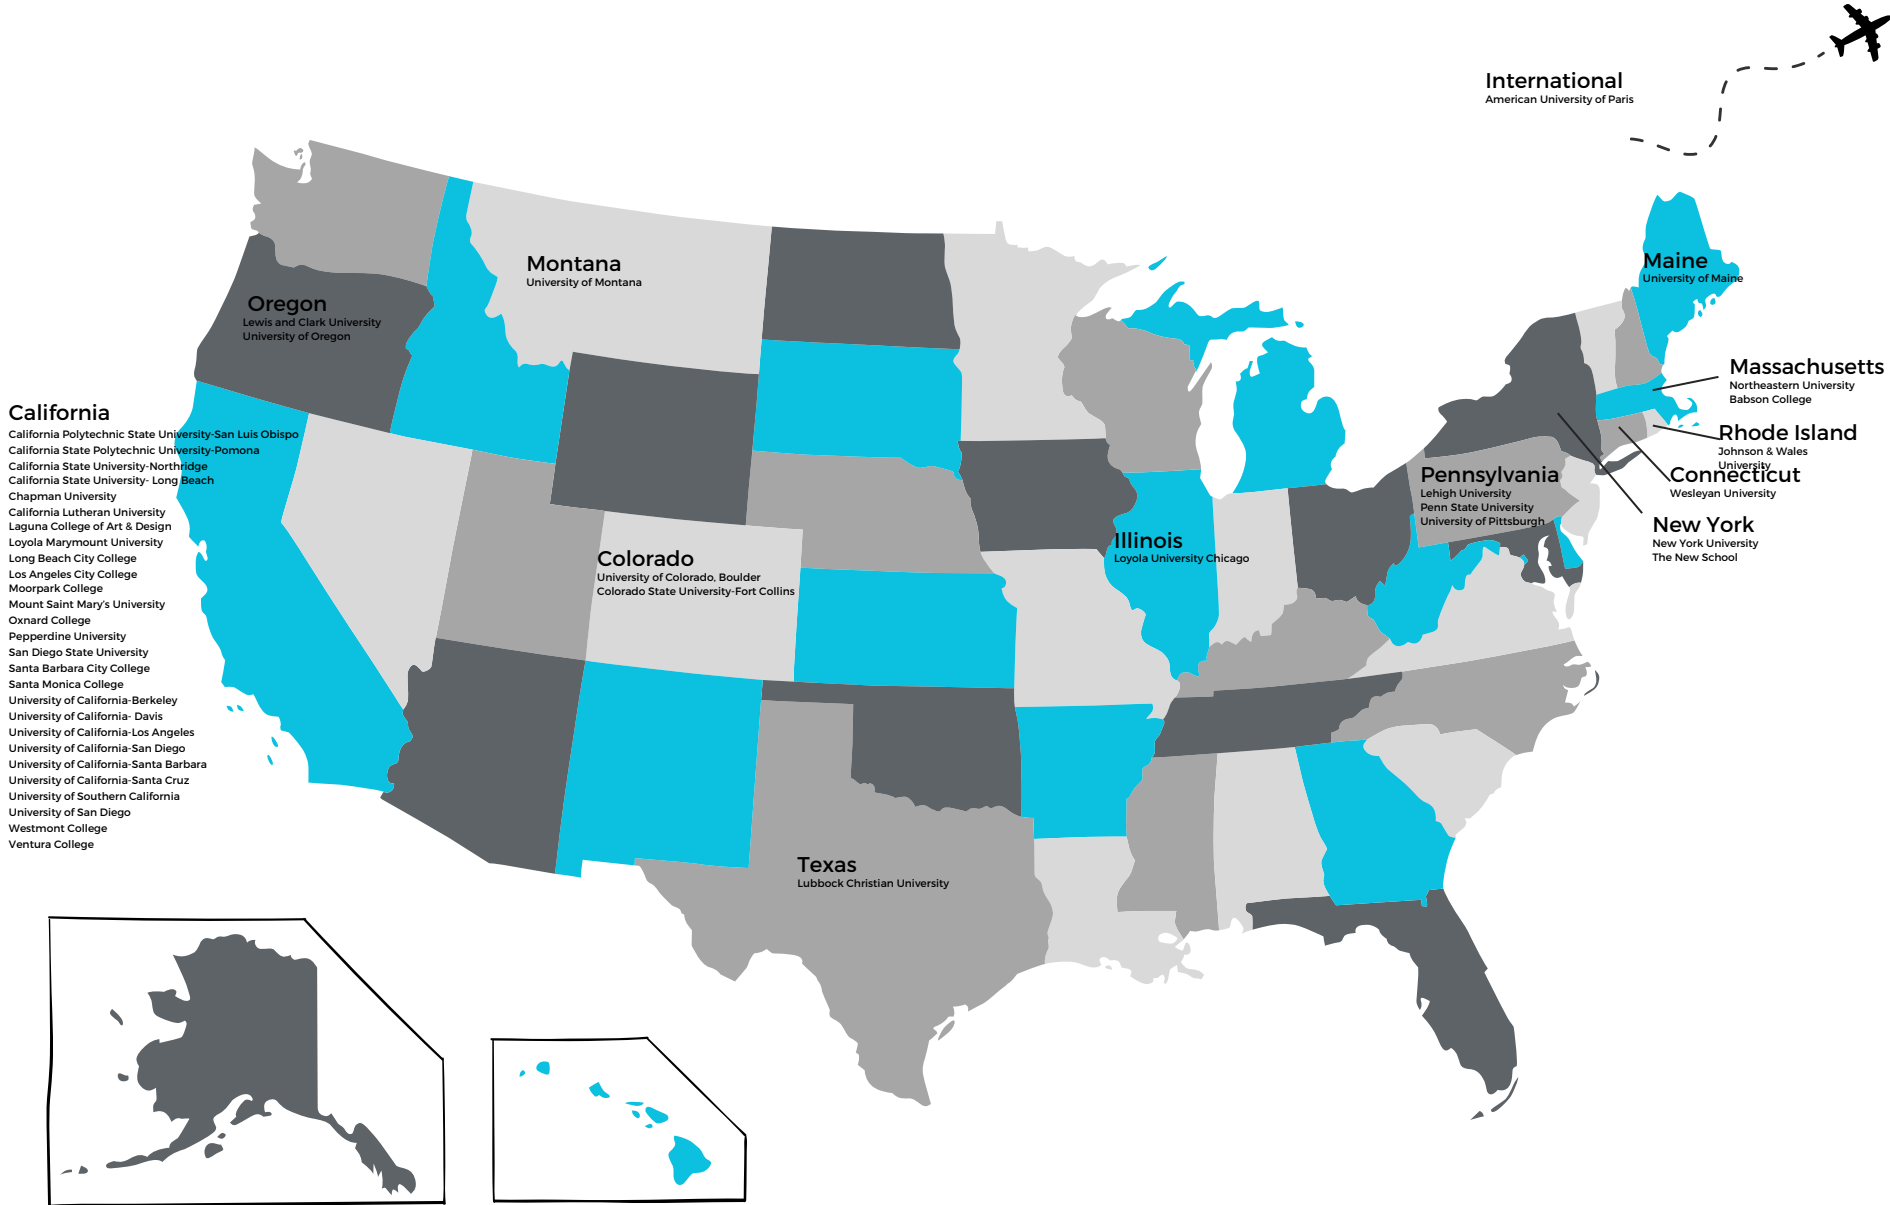 International
American University of Paris
Montana
University of Montana
Maine
University of Maine
Oregon
Lewis and Clark University
University of Oregon
Massachusetts
Northeastern University
Babson College
California
California Polytechnic State University-San Luis Obispo
California State Polytechnic University-Pomona
California State University-Northridge
California State University- Long Beach
Chapman University
California Lutheran University
Laguna College of Art & Design
Loyola Marymount University
Long Beach City College
Los Angeles City College
Moorpark College
Mount Saint Mary's University
Oxnard College
Pepperdine University
San Diego State University
Santa Barbara City College
Santa Monica College
University of California-Berkeley
University of California- Davis
University of California-Los Angeles
University of California-San Diego
University of California-Santa Barbara
University of California-Santa Cruz
University of Southern California
University of San Diego
Westmont College
Ventura College
Rhode Island
Johnson & Wales
University
Connecticut
Wesleyan University
Pennsylvania
Lehigh University
Penn State University
University of Pittsburgh
New York
New York University
The New School
Illinois
Loyola University Chicago
Colorado
University of Colorado, Boulder
Colorado State University-Fort Collins
Texas
Lubbock Christian University